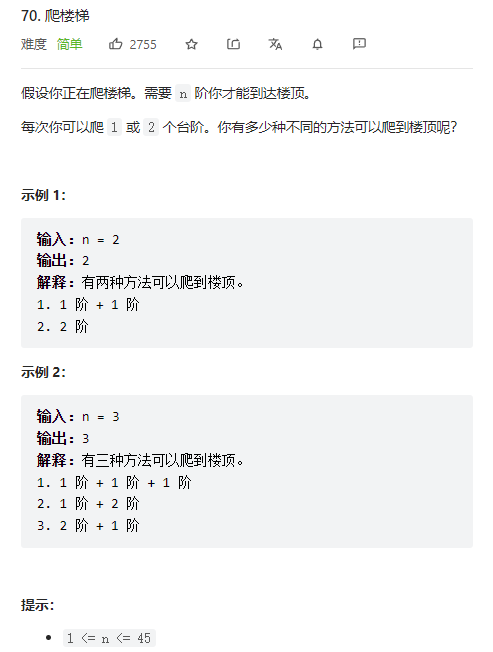 70. 爬楼梯
难度 简单 2755
假设你正在爬楼梯。需要 n 阶你才能到达楼顶。
每次你可以爬 1 或 2 个台阶。你有多少种不同的方法可以爬到楼顶呢？
示例 1：
输入：n = 2
输出：2
解释：有两种方法可以爬到楼顶。
1. 1 阶 + 1 阶
2. 2 阶
示例 2：
输入：n = 3
输出：3
解释：有三种方法可以爬到楼顶。
1. 1 阶 + 1 阶 + 1 阶
2. 1 阶 + 2 阶
3. 2 阶 + 1 阶
提示：
• 1 <= n <= 45